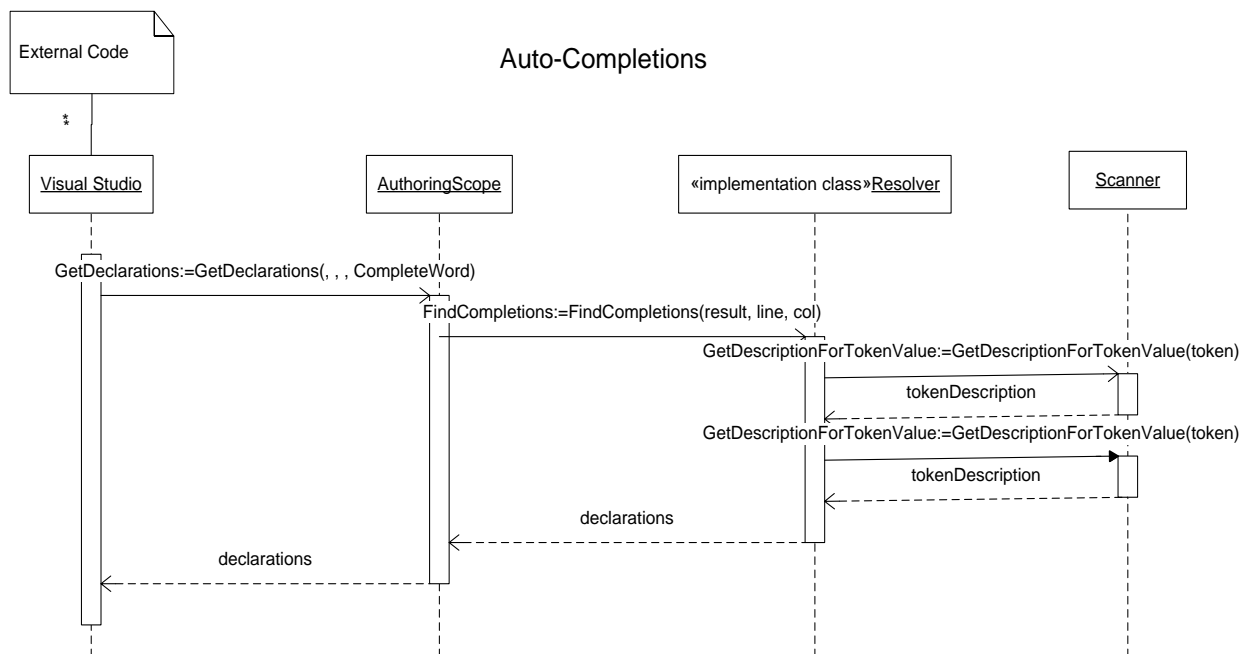 External Code
Auto-Completions
*
*
Visual Studio
AuthoringScope
«implementation class»Resolver
Scanner
GetDeclarations:=GetDeclarations(, , , CompleteWord)
FindCompletions:=FindCompletions(result, line, col)
GetDescriptionForTokenValue:=GetDescriptionForTokenValue(token)
tokenDescription
GetDescriptionForTokenValue:=GetDescriptionForTokenValue(token)
tokenDescription
declarations
declarations